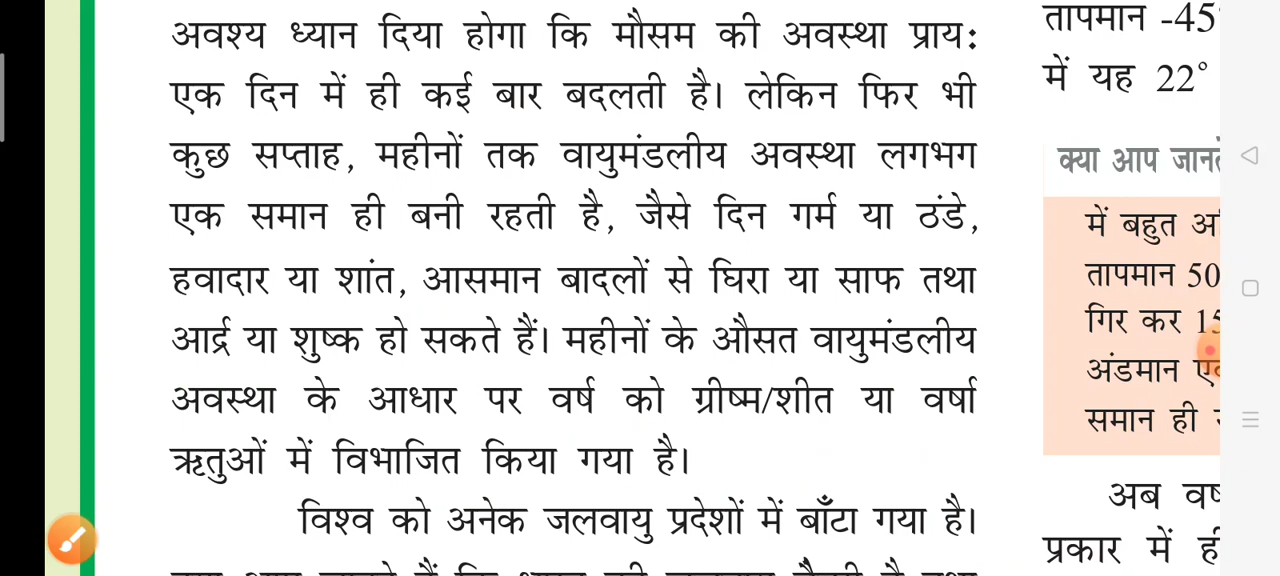 अवश्य ध्यान दिया होगा कि मौसम की अवस्था प्राय:
एक दिन में ही कई बार बदलती है। लेकिन फिर भी
कुछ सप्ताह, महीनों तक वायुमंडलीय अवस्था लगभग
एक समान ही बनी रहती है, जैसे दिन गर्म या ठंडे,
हवादार या शांत, आसमान बादलों से घिरा या साफ तथा
आर्द्र या शुष्क हो सकते हैं। महीनों के औसत वायुमंडलीय
अवस्था के आधार पर वर्ष को ग्रीष्म/शीत या वर्षा
ऋतुओं में विभाजित किया गया है।
विश्व को अनेक जलवायु प्रदेशों में बाँटा गया है।
तापमान -45°
में यह 22°
क्या आप
में बहुत
तापमान 50
गिर कर 15
अंडमान
समान ही
अब
प्रकार में